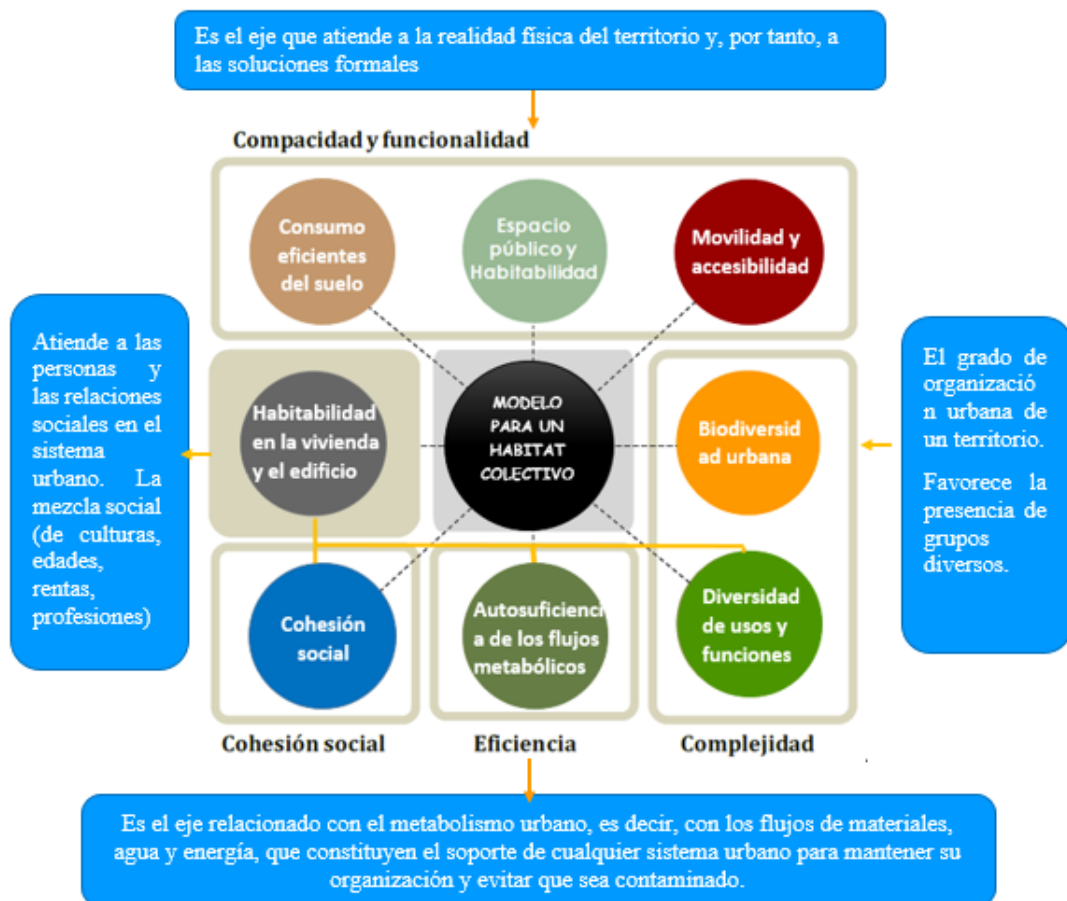 Es el eje que atiende a la realidad física del territorio y, por tanto, a
las soluciones formales
Compacidad y funcionalidad
Consumo
eficientes
del suelo
Espacio
público y
Habitabilidad
Movilidad y
accesibilidad
Atiende a las
personas y
las relaciones
sociales en el
sistema
urbano. La
mezcla social
(de culturas,
edades,
rentas,
profesiones)
Habitabilidad
en la vivienda
y el edificio
MODELO
PARA UN
HABITAT
COLECTIVO
Biodiversid
ad urbana
El grado de
organizació
n urbana de
un territorio.
Favorece la
presencia de
grupos
diversos.
Cohesión
social
Autosuficienci
a de los flujos
metabólicos
Diversidad
de usos y
funciones
Cohesión social
Eficiencia
Complejidad
Es el eje relacionado con el metabolismo urbano, es decir, con los flujos de materiales,
agua y energía, que constituyen el soporte de cualquier sistema urbano para mantener su
organización y evitar que sea contaminado.